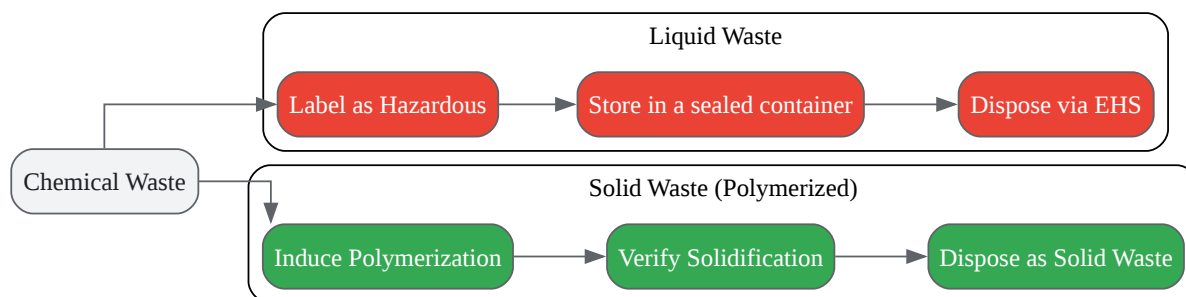 Liquid Waste
Label as Hazardous
Store in a sealed container
Dispose via EHS
Chemical Waste
Solid Waste (Polymerized)
Induce Polymerization
Verify Solidification
Dispose as Solid Waste